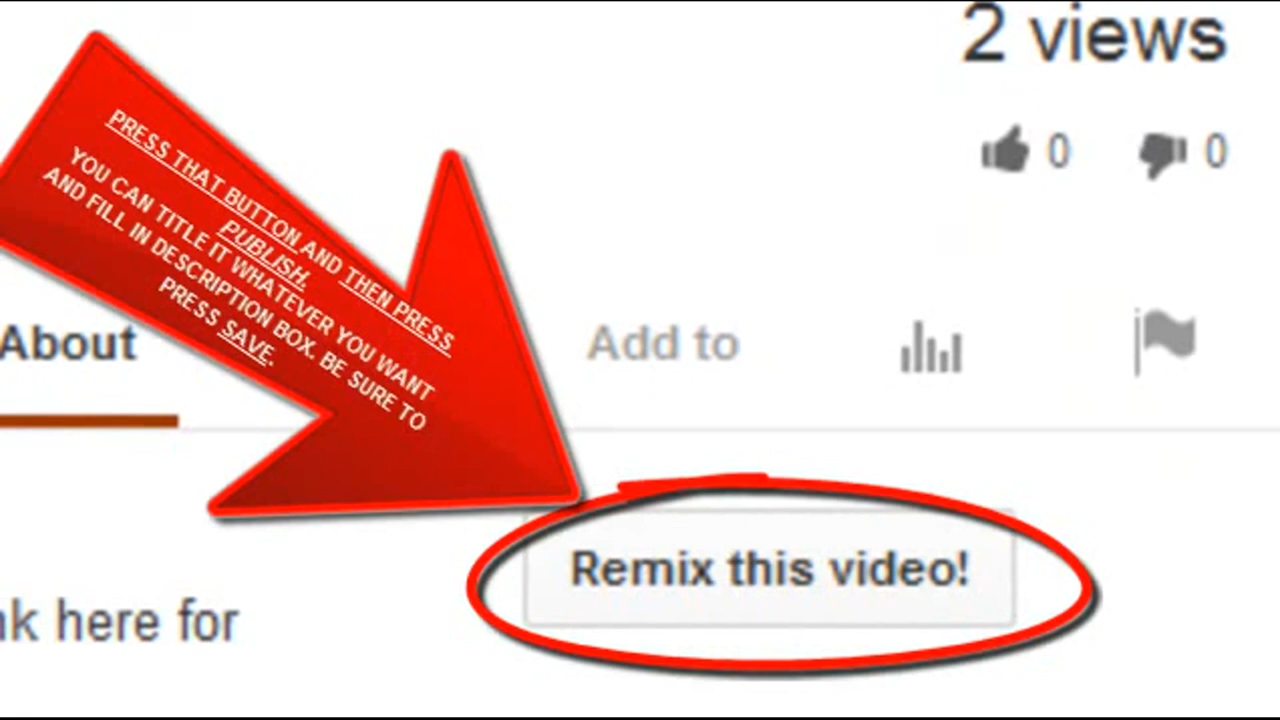 2 views
0 0
PRESS THAT BUTTON AND THEN PRESS
PUBLISH.
YOU CAN TITLE IT WHATEVER YOU WANT
AND FILL IN DESCRIPTION BOX. BE SURE TO
PRESS SAVE.
About Add to
Remix this video!
nk here for